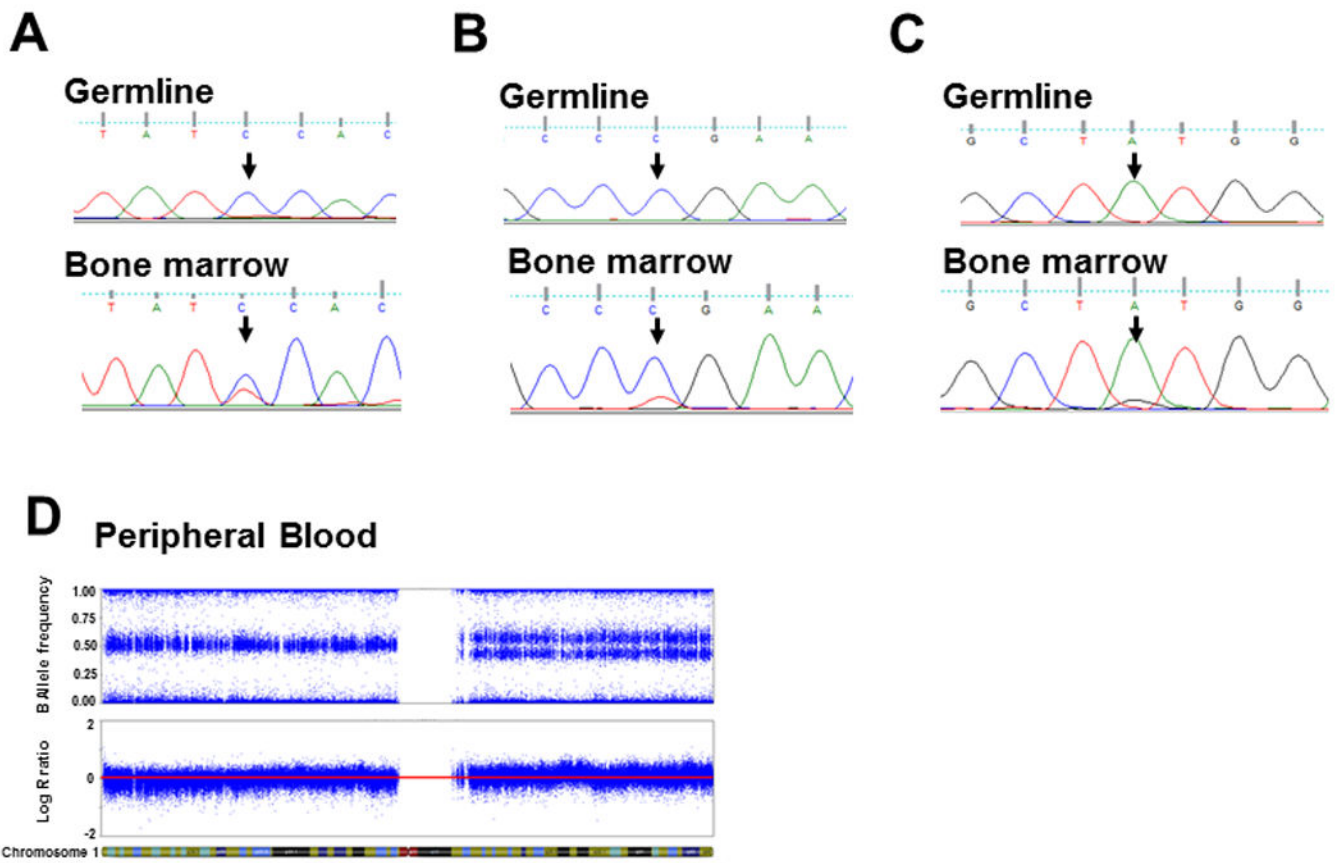 A
B
C
Germline
T A T C C A C
Germline
C C C G A A
Germline
G C T A T G G
Bone marrow
T A T C C A C
Bone marrow
C C C G A A
Bone marrow
G C T A T G G
D
Peripheral Blood
B Allele frequency
1.00
0.75
0.50
0.25
0.00
Log R ratio
2
0
-2
Chromosome 1